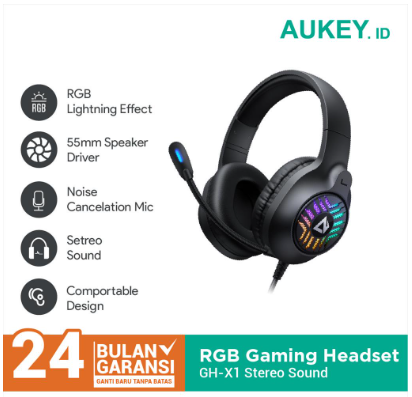 AUKEY. ID
RGB
RGB
Lightning Effect
55mm Speaker
Driver
Noise
Cancelation Mic
Setreo
Sound
Comportable
Design
24
BULAN
GARANSI
GANTI BARU TANPA BATAS
RGB Gaming Headset
GH-X1 Stereo Sound